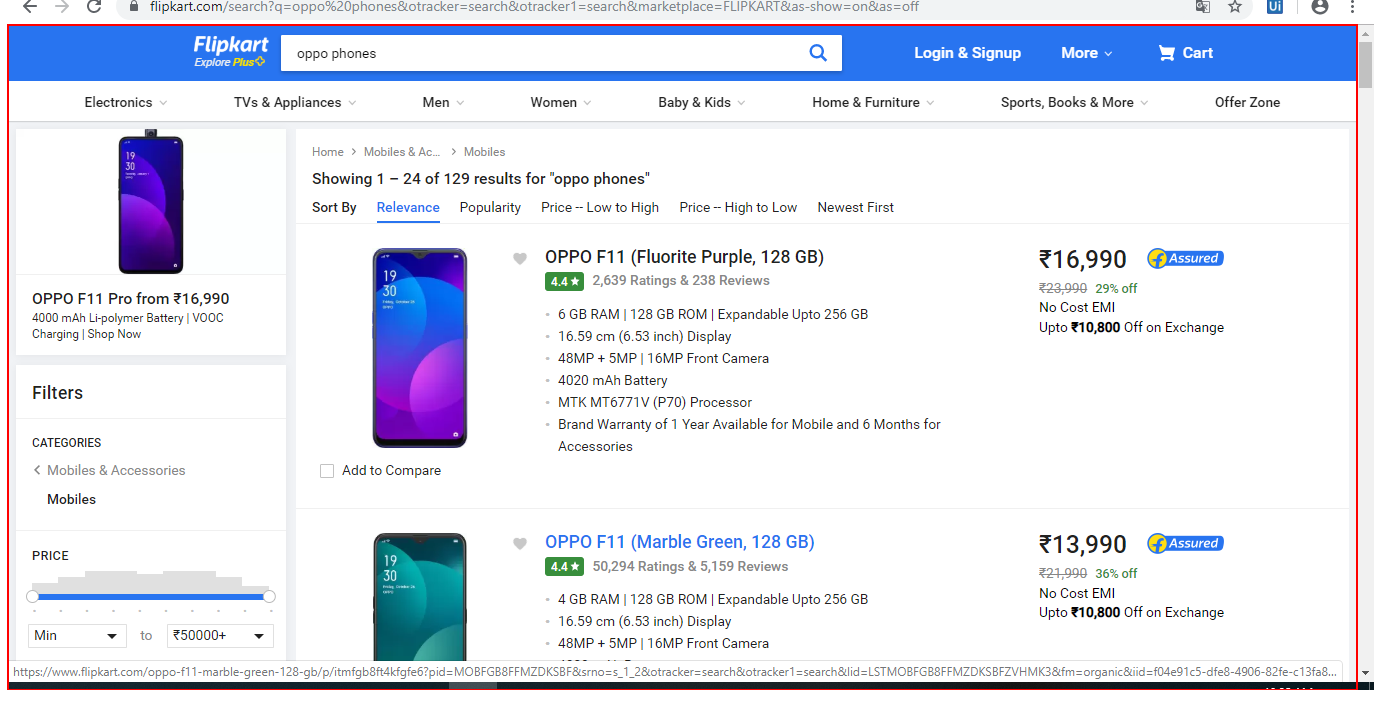 flipkart.com/search?q=oppo%20phones&otracker=search&otracker1=search&marketplace=FLIPKART&as-show=on&as=off
Ui
Flipkart
Explore Plus
oppo phones
Login & Signup
More
Cart
Electronics
TVs & Appliances
Men
Women
Baby & Kids
Home & Furniture
Sports, Books & More
Offer Zone
19
30
OPPO F11 Pro from ₹16,990
4000 mAh Li-polymer Battery | VOOC
Charging | Shop Now
Filters
CATEGORIES
Mobiles & Accessories
Mobiles
PRICE
Min
to
₹50000+
Home > Mobiles & Ac... > Mobiles
Showing 1 – 24 of 129 results for "oppo phones"
Sort By
Relevance
Popularity
Price -- Low to High
Price -- High to Low
Newest First
19
30
Add to Compare
OPPO F11 (Fluorite Purple, 128 GB)
4.4 ★ 2,639 Ratings & 238 Reviews
6 GB RAM | 128 GB ROM | Expandable Upto 256 GB
16.59 cm (6.53 inch) Display
48MP + 5MP | 16MP Front Camera
4020 mAh Battery
MTK MT6771V (P70) Processor
Brand Warranty of 1 Year Available for Mobile and 6 Months for
Accessories
₹16,990
Assured
₹23,990 29% off
No Cost EMI
Upto ₹10,800 Off on Exchange
19
30
OPPO F11 (Marble Green, 128 GB)
4.4 ★ 50,294 Ratings & 5,159 Reviews
4 GB RAM | 128 GB ROM | Expandable Upto 256 GB
16.59 cm (6.53 inch) Display
48MP + 5MP | 16MP Front Camera
₹13,990
Assured
₹21,990 36% off
No Cost EMI
Upto ₹10,800 Off on Exchange
https://www.flipkart.com/oppo-f11-marble-green-128-gb/p/itmfgb8ft4kfgfe6?pid=MOBFGB8FFMZDKSBF&srno=s_1_2&otracker=search&otracker1=search&lid=LSTMOBFGB8FFMZDKSBFZVHMK3&fm=organic&iid=f04e91c5-dfe8-4906-82fe-c13fa8...